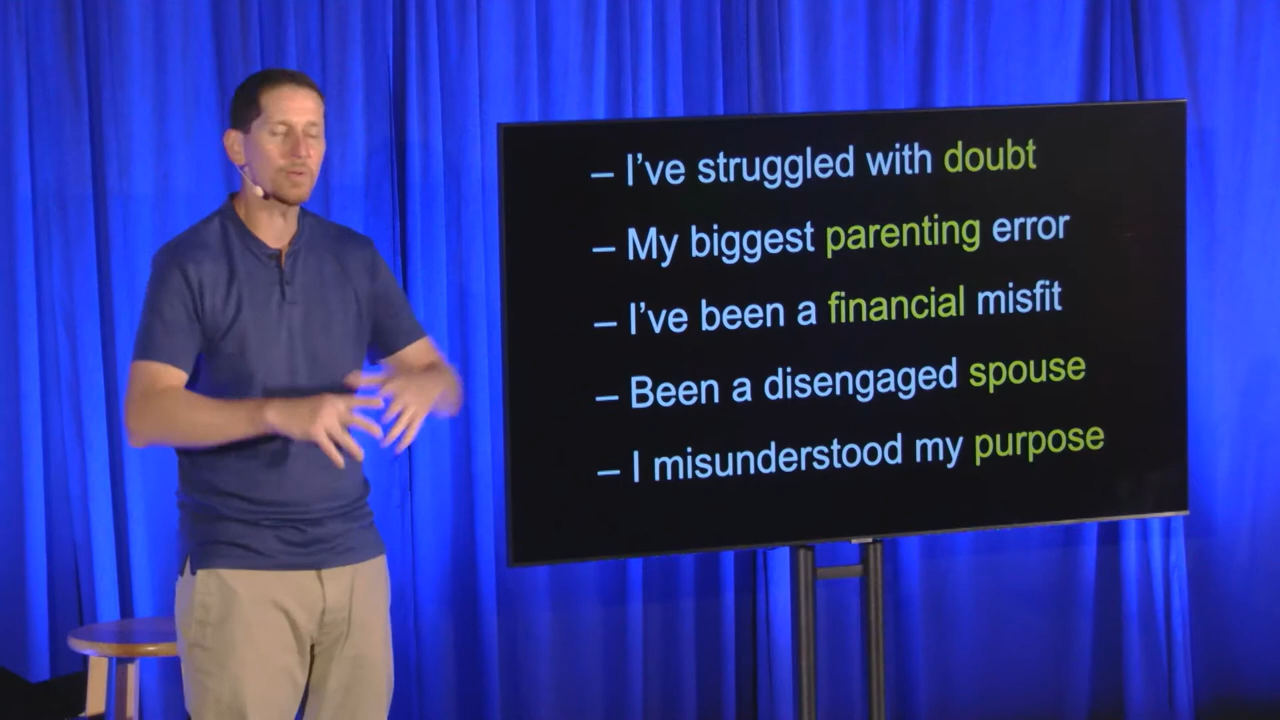 – I’ve struggled with doubt
– My biggest parenting error
– I’ve been a financial misfit
– Been a disengaged spouse
– I misunderstood my purpose